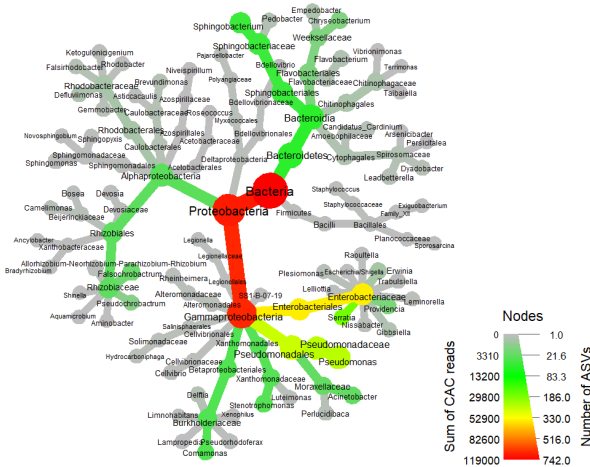 Empedobacter
Sphingobacterium
Pedobacter
Chryseobacterium
Weeksellaceae
Sphingobacteriaceae
Vibrionimonas
Ketogulonicigenium
Pajaroellobacter
Flavobacterium
Terrimonas
Falsirhodobacter
Rhodobacter
Niveispirillum
Bdellovibrio
Flavobacteriales
Chitinophagaceae
Polyangiaceae
Rhodobacteraceae
Brevundimonas
Flavobacteriaceae
Taibaiella
Defluviimonas
Asticcacaulis
Azospirillaceae
Sphingobacteriales
Bdellovibrionaceae
Chitinophagales
Gemmobacter
Caulobacteraceae
Roseococcus
Myxococcales
Bacteroidia
Candidatus_Cardinium
Arsenicibacter
Rhodobacterales
Azospirillales
Bdellovibrionales
Amoebophilaceae
Persicitalea
Novosphingobium
Sphingopyxis
Acetobacteraceae
Caulobacterales
Spirosomaceae
Sphingomonadaceae
Bacteroidetes
Cytophagales
Deltaproteobacteria
Sphingomonas
Sphingomonadales
Acetobacterales
Dyadobacter
Alphaproteobacteria
Leadbetterella
Bacteria
Bosea
Devosia
Staphylococcus
Camelimonas
Devosiaceae
Proteobacteria
Staphylococcaceae
Exiguobacterium
Beijerinckiaceae
Firmicutes
Family_XII
Bacilli
Bacillales
Rhizobiales
Ancylobacter
Legionella
Planococcaceae
Xanthobacteraceae
Sporosarcina
Legionellaceae
Raoultella
Allorhizobium-Neorhizobium-Pararhizobium-Rhizobium
Bradyrhizobium
Falsochrobactrum
Rheinheimera
Legionellales
Plesiomonas
Escherichia/Shigella
Erwinia
Trabulsiella
Rhizobiaceae
Alteromonadaceae
SS1-B-07-19
Lelliottia
Shinella
Pseudochrobactrum
Alteromonadales
Enterobacteriaceae
Leminorella
Enterobacteriales
Providencia
Aquamicrobium
Gammaproteobacteria
Serratia
Aminobacter
Salinisphaerales
Nissabacter
Solimonadaceae
Cellvibrionales
Gibbsiella
Xanthomonadales
Pseudomonadaceae
Hydrocarboniphaga
Pseudomonadales
Cellvibrionaceae
Pseudomonas
Betaproteobacteriales
Cellvibrio
Xanthomonadaceae
Moraxellaceae
Delftia
Luteimonas
Acinetobacter
Stenotrophomonas
Limnohabitans
Xenophilus
Perlucidibaca
Burkholderiaceae
Lampropedia
Pseudorhodoferax
Comamonas
Nodes
0 1.0
3310 21.6
13200 83.3
29800 186.0
52900 330.0
82600 516.0
119000 742.0
Sum of CAC reads
Number of ASVs